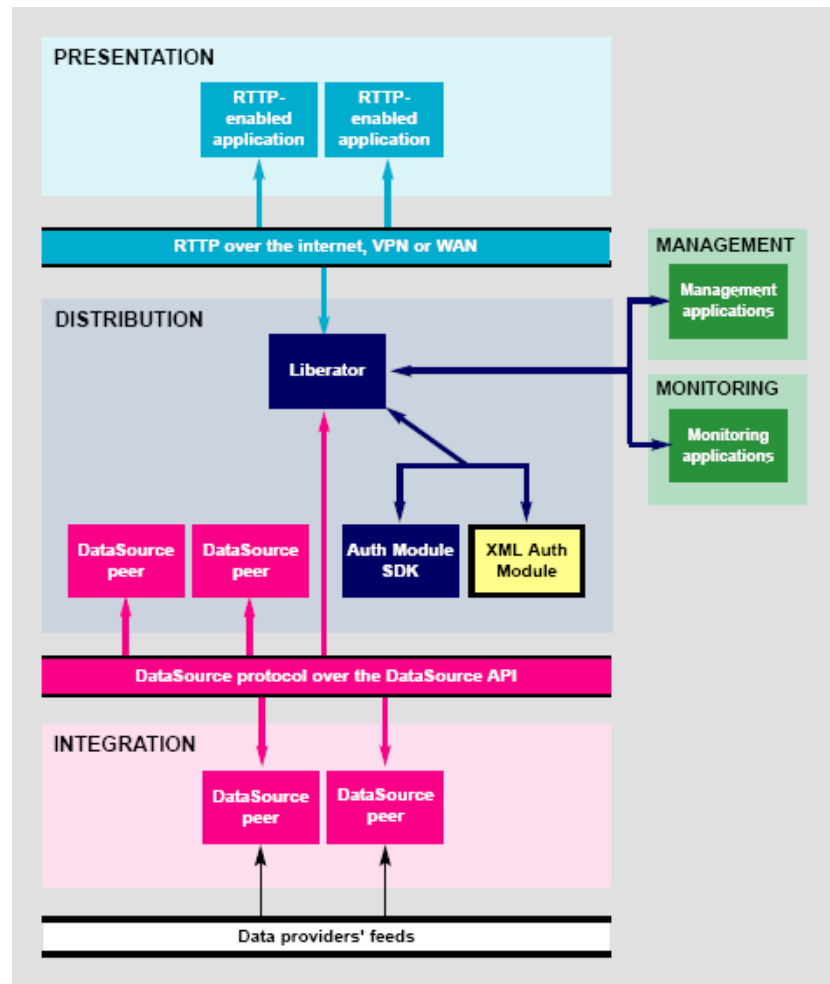 PRESENTATION
RTTP-
enabled
application
RTTP-
enabled
application
RTTP over the internet, VPN or WAN
MANAGEMENT
Management
applications
DISTRIBUTION
Liberator
MONITORING
Monitoring
applications
DataSource
peer
DataSource
peer
Auth Module
SDK
XML Auth
Module
DataSource protocol over the DataSource API
INTEGRATION
DataSource
peer
DataSource
peer
Data providers' feeds